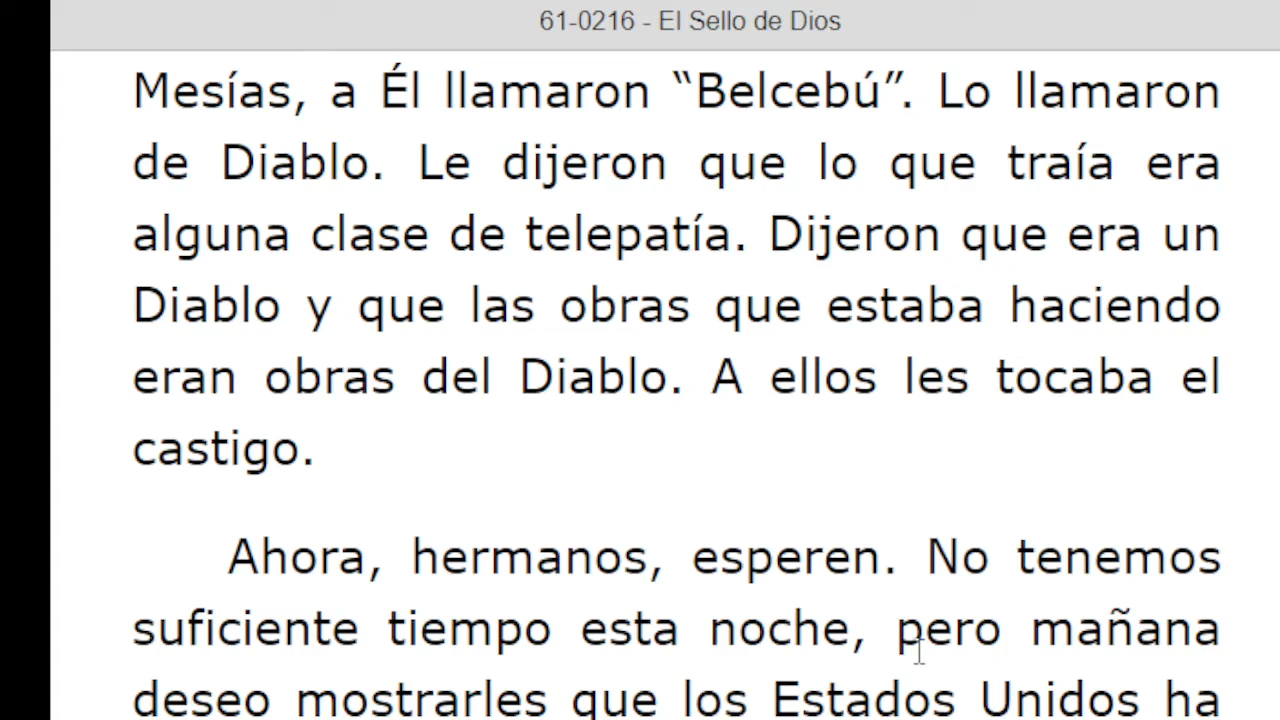 61-0216 - El Sello de Dios
Mesías, a Él llamaron “Belcebú”. Lo llamaron
de Diablo. Le dijeron que lo que traía era
alguna clase de telepatía. Dijeron que era un
Diablo y que las obras que estaba haciendo
eran obras del Diablo. A ellos les tocaba el
castigo.
Ahora, hermanos, esperen. No tenemos
suficiente tiempo esta noche, pero mañana
deseo mostrarles que los Estados Unidos ha